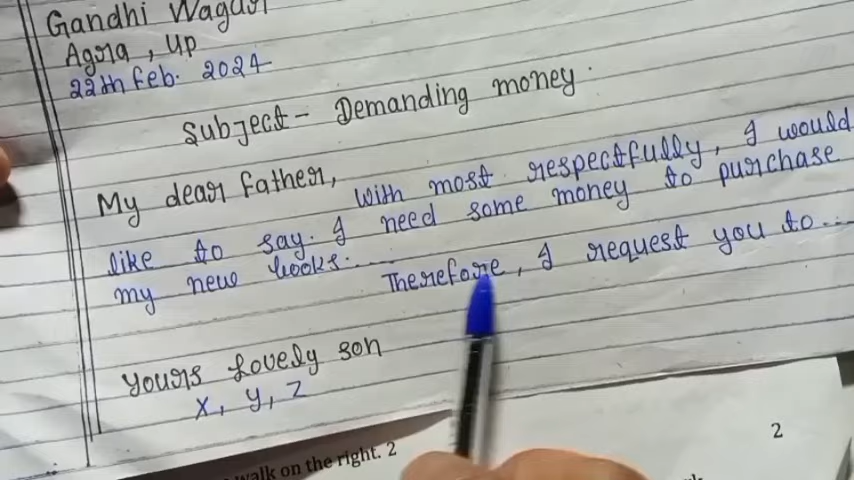 Gandhi Wagar
Agra, Up
22th Feb. 2024
Subject- Demanding money.
My dear Father,
With most respectfully, I would
like to say. I need some money to purchase
my new books.....
Therefore, I request you to....
Yours Lovely son
X, Y, Z
walk on the right. 2
2